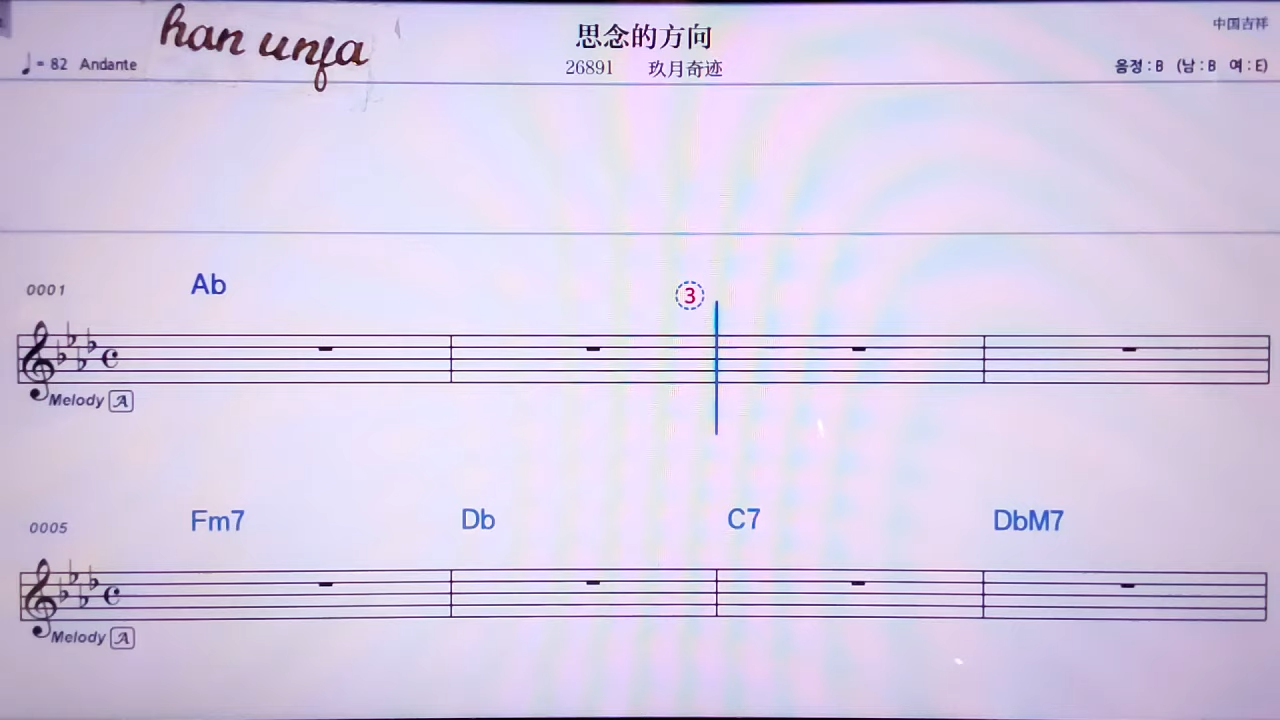 han unfa
思念的方向
中国吉祥
♩= 82 Andante
26891 玖月奇迹
음정 : B (남 : B 여 : E)
0001 Ab
3
Melody A
0005 Fm7 Db C7 DbM7
Melody A